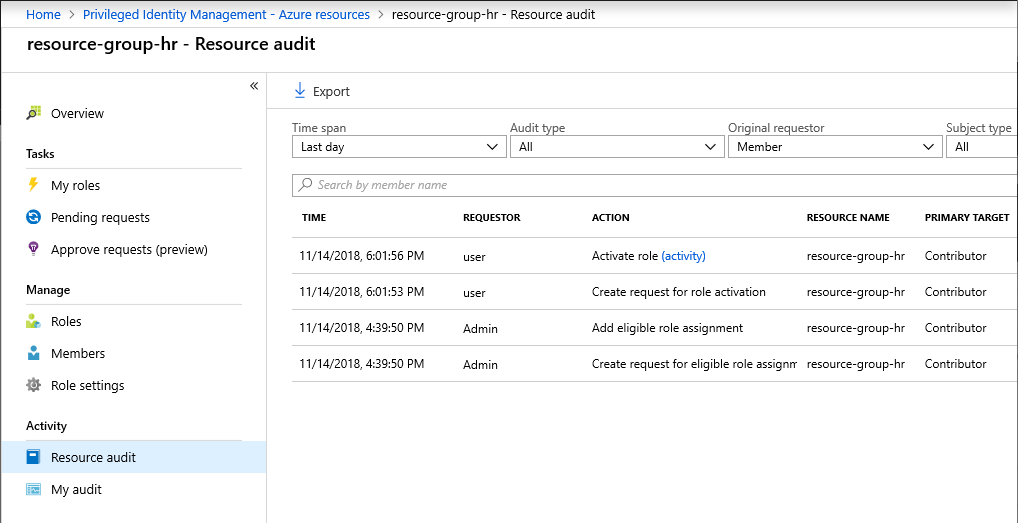 Home > Privileged Identity Management - Azure resources > resource-group-hr - Resource audit
resource-group-hr - Resource audit
«
Overview
Tasks
My roles
Pending requests
Approve requests (preview)
Manage
Roles
Members
Role settings
Activity
Resource audit
My audit
Export
Time span Audit type Original requestor Subject type
Last day All Member All
Search by member name
TIME REQUESTOR ACTION RESOURCE NAME PRIMARY TARGET
11/14/2018, 6:01:56 PM user Activate role (activity) resource-group-hr Contributor
11/14/2018, 6:01:53 PM user Create request for role activation resource-group-hr Contributor
11/14/2018, 4:39:50 PM Admin Add eligible role assignment resource-group-hr Contributor
11/14/2018, 4:39:50 PM Admin Create request for eligible role assignm resource-group-hr Contributor